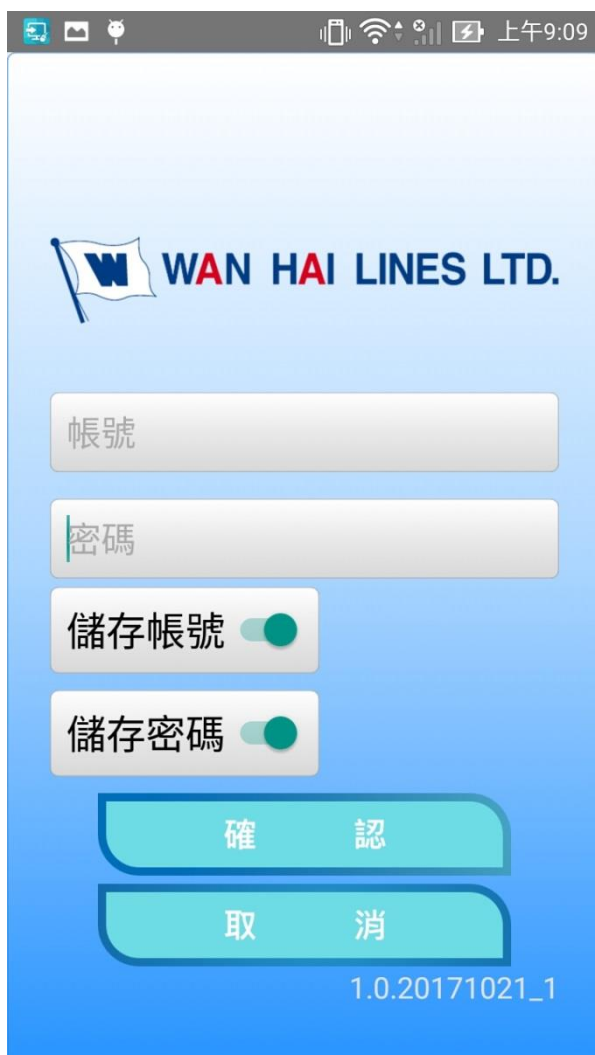 上午9:09
W WAN HAI LINES LTD.
帳號
密碼
儲存帳號
儲存密碼
確 認
取 消
1.0.20171021_1